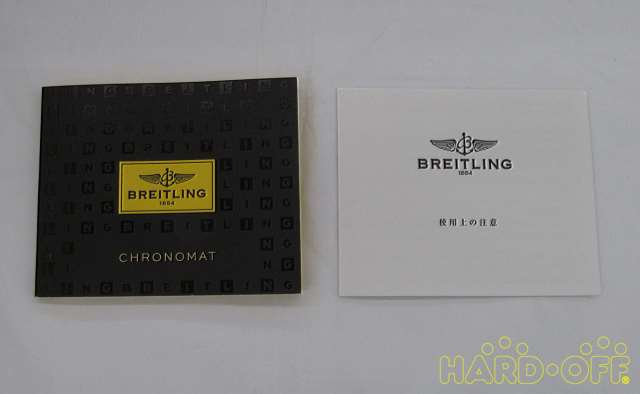 BREITLING
1884
CHRONOMAT
BREITLING
1884
使用上の注意
HARD·OFF